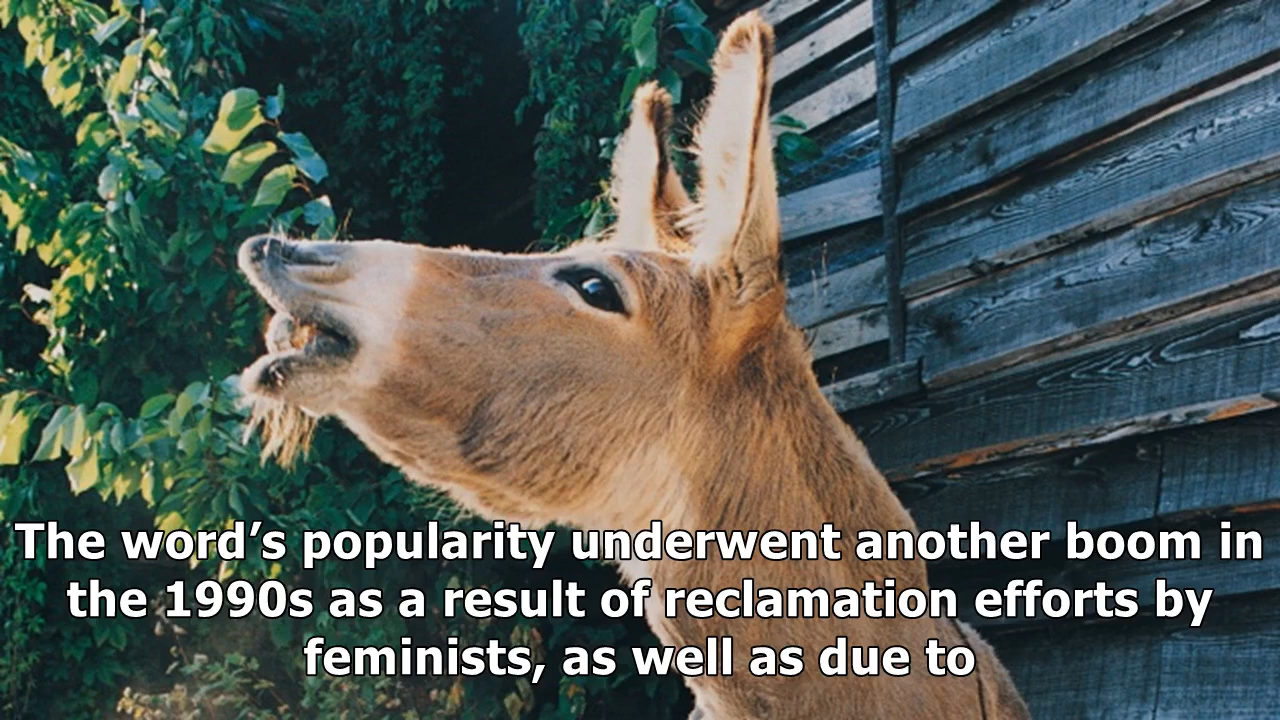 The word’s popularity underwent another boom in
the 1990s as a result of reclamation efforts by
feminists, as well as due to